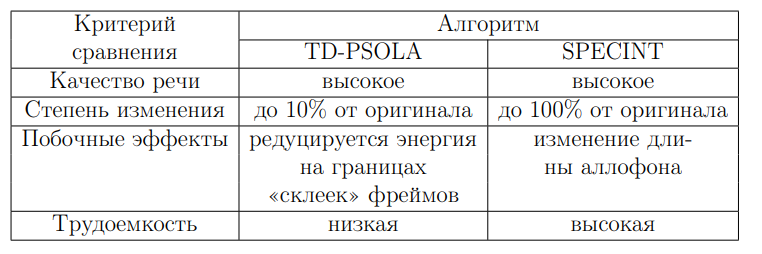 Критерий сравнения Алгоритм
TD-PSOLA SPECINT
Качество речи высокое высокое
Степень изменения до 10% от оригинала до 100% от оригинала
Побочные эффекты редуцируется энергия изменение дли-
на границах ны аллофона
«склеек» фреймов
Трудоемкость низкая высокая